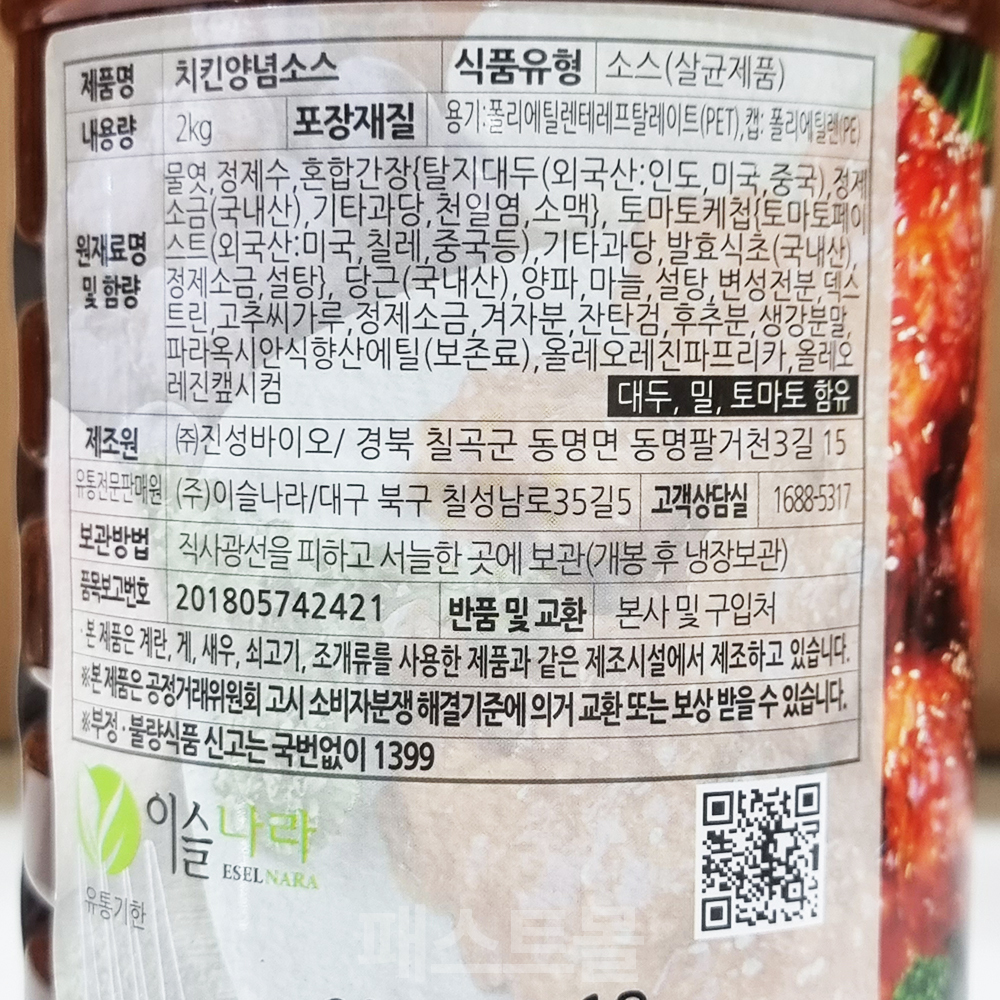 제품명 치킨양념소스 식품유형 소스(살균제품)
내용량 2kg 포장재질 용기:폴리에틸렌테레프탈레이트(PET),캡: 폴리에틸렌(PE)
원재료명 및 함량
물엿,정제수,혼합간장{탈지대두(외국산:인도,미국,중국),정제
소금(국내산),기타과당,천일염,소맥}, 토마토케첩{토마토페이
스트(외국산:미국,칠레,중국등),기타과당,발효식초(국내산),
정제소금,설탕}, 당근(국내산),양파,마늘,설탕,변성전분,덱스
트린,고추씨가루,정제소금,겨자분,잔탄검,후추분,생강분말,
파라옥시안식향산에틸(보존료),올레오레진파프리카,올레오
레진캪시컴 대두, 밀, 토마토 함유
제조원 ㈜진성바이오/ 경북 칠곡군 동명면 동명팔거천3길 15
유통전문판매원 (주)이슬나라/대구 북구 칠성남로35길5 고객상담실 1688-5317
보관방법 직사광선을 피하고 서늘한 곳에 보관(개봉 후 냉장보관)
품목보고번호 201805742421 반품 및 교환 본사 및 구입처
·본 제품은 계란, 게, 새우, 쇠고기, 조개류를 사용한 제품과 같은 제조시설에서 제조하고 있습니다.
※본 제품은 공정거래위원회 고시 소비자분쟁 해결기준에 의거 교환 또는 보상 받을 수 있습니다.
※부정·불량식품 신고는 국번없이 1399
이슬나라
ESELNARA
유통기한
패스트몰